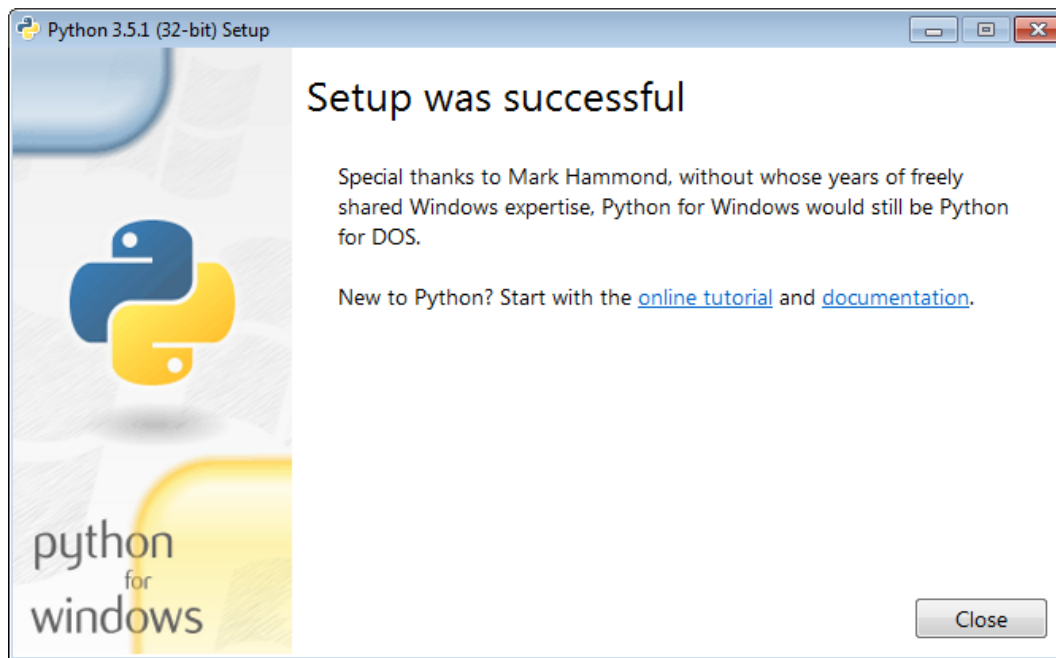 Python 3.5.1 (32-bit) Setup
Setup was successful
Special thanks to Mark Hammond, without whose years of freely
shared Windows expertise, Python for Windows would still be Python
for DOS.
New to Python? Start with the online tutorial and documentation.
python
for
windows
Close